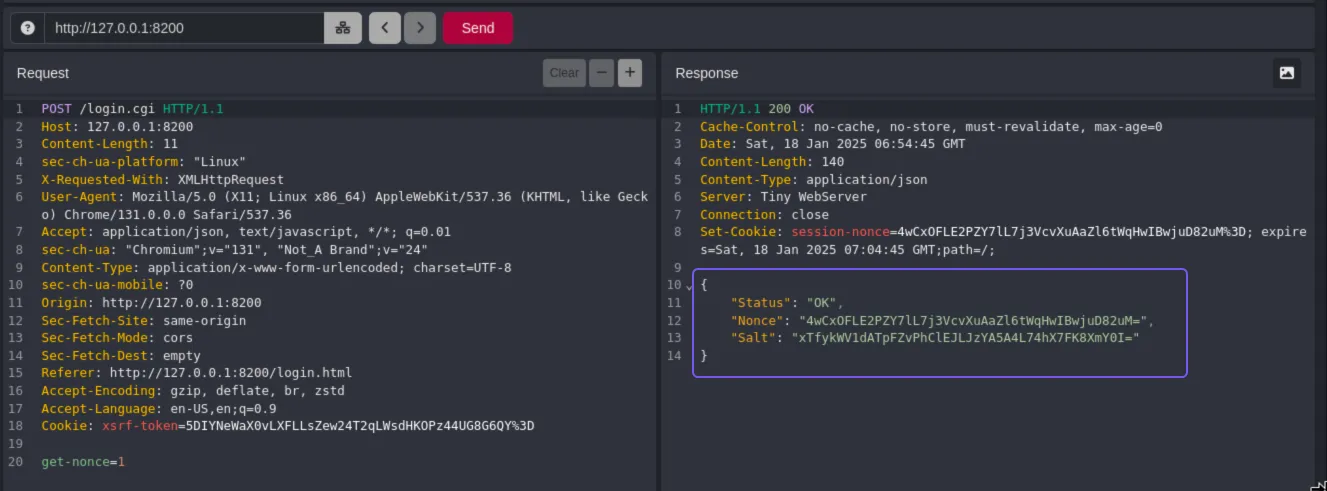 http://127.0.0.1:8200
Send
Request
Clear
Response
1 POST /login.cgi HTTP/1.1
2 Host: 127.0.0.1:8200
3 Content-Length: 11
4 sec-ch-ua-platform: "Linux"
5 X-Requested-With: XMLHttpRequest
6 User-Agent: Mozilla/5.0 (X11; Linux x86_64) AppleWebKit/537.36 (KHTML, like Geck
o) Chrome/131.0.0.0 Safari/537.36
7 Accept: application/json, text/javascript, */*; q=0.01
8 sec-ch-ua: "Chromium";v="131", "Not_A Brand";v="24"
9 Content-Type: application/x-www-form-urlencoded; charset=UTF-8
10 sec-ch-ua-mobile: ?0
11 Origin: http://127.0.0.1:8200
12 Sec-Fetch-Site: same-origin
13 Sec-Fetch-Mode: cors
14 Sec-Fetch-Dest: empty
15 Referer: http://127.0.0.1:8200/login.html
16 Accept-Encoding: gzip, deflate, br, zstd
17 Accept-Language: en-US,en;q=0.9
18 Cookie: xsrf-token=5DIYNeWaX0vLXFLLsZew24T2qLWsdHKOPz44UG8G6QY%3D
19
20 get-nonce=1
1 HTTP/1.1 200 OK
2 Cache-Control: no-cache, no-store, must-revalidate, max-age=0
3 Date: Sat, 18 Jan 2025 06:54:45 GMT
4 Content-Length: 140
5 Content-Type: application/json
6 Server: Tiny WebServer
7 Connection: close
8 Set-Cookie: session-nonce=4wCxOFLE2PZY7lL7j3VcvXuAaZl6tWqHwIBwjuD82uM%3D; expire
s=Sat, 18 Jan 2025 07:04:45 GMT;path=/;
9
10 {
11 "Status": "OK",
12 "Nonce": "4wCxOFLE2PZY7lL7j3VcvXuAaZl6tWqHwIBwjuD82uM=",
13 "Salt": "xTfykWV1dATpFZvPhClEJLJzYA5A4L74hX7FK8XmY0I="
14 }